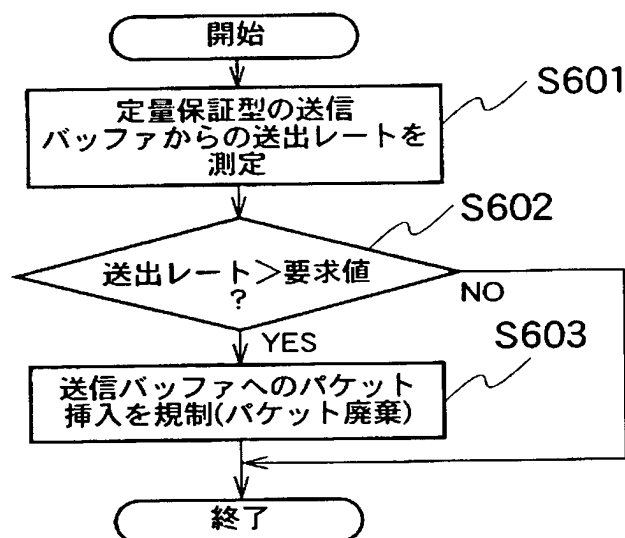 開始
S601
定量保証型の送信
バッファからの送出レートを
測定
S602
送出レート>要求値
?
NO
YES
S603
送信バッファへのパケット
挿入を規制(パケット廃棄)
終了